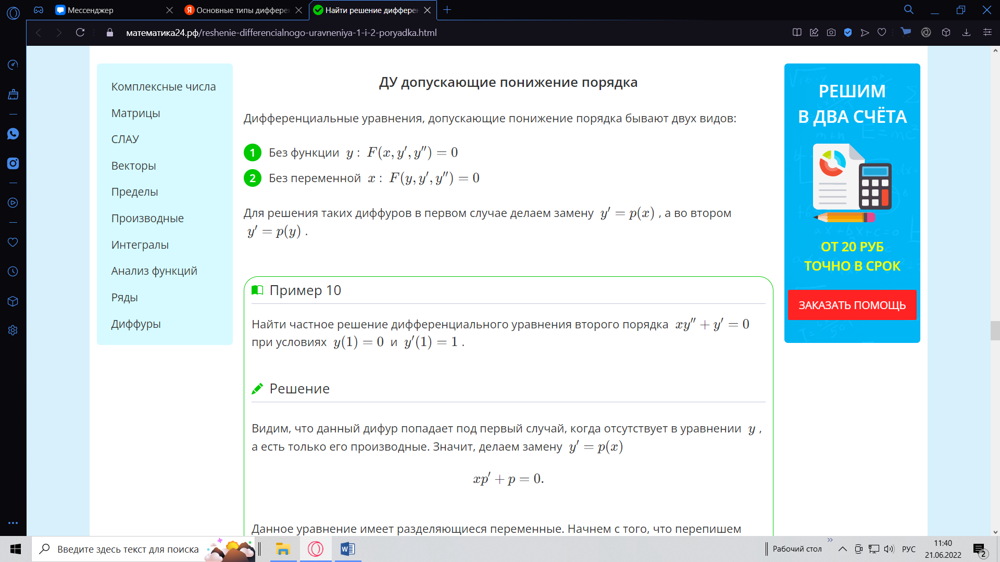 Мессенджер
Основные типы диффере
Найти решение дифферен
математика24.рф/reshenie-differencialnogo-uravneniya-1-i-2-poryadka.html
Комплексные числа
Матрицы
СЛАУ
Векторы
Пределы
Производные
Интегралы
Анализ функций
Ряды
Диффуры
ДУ допускающие понижение порядка
Дифференциальные уравнения, допускающие понижение порядка бывают двух видов:
1 Без функции y : F(x, y′, y′′) = 0
2 Без переменной x : F(y, y′, y′′) = 0
Для решения таких диффуров в первом случае делаем замену y′ = p(x) , а во втором
y′ = p(y) .
Пример 10
Найти частное решение дифференциального уравнения второго порядка xy′′ + y′ = 0
при условиях y(1) = 0 и y′(1) = 1 .
Решение
Видим, что данный дифур попадает под первый случай, когда отсутствует в уравнении y ,
а есть только его производные. Значит, делаем замену y′ = p(x)
xp′ + p = 0.
Данное уравнение имеет разделяющиеся переменные. Начнем с того, что перепишем
РЕШИМ
В ДВА СЧЁТА
ОТ 20 РУБ
ТОЧНО В СРОК
ЗАКАЗАТЬ ПОМОЩЬ
Введите здесь текст для поиска
Рабочий стол
РУС
11:40
21.06.2022
2